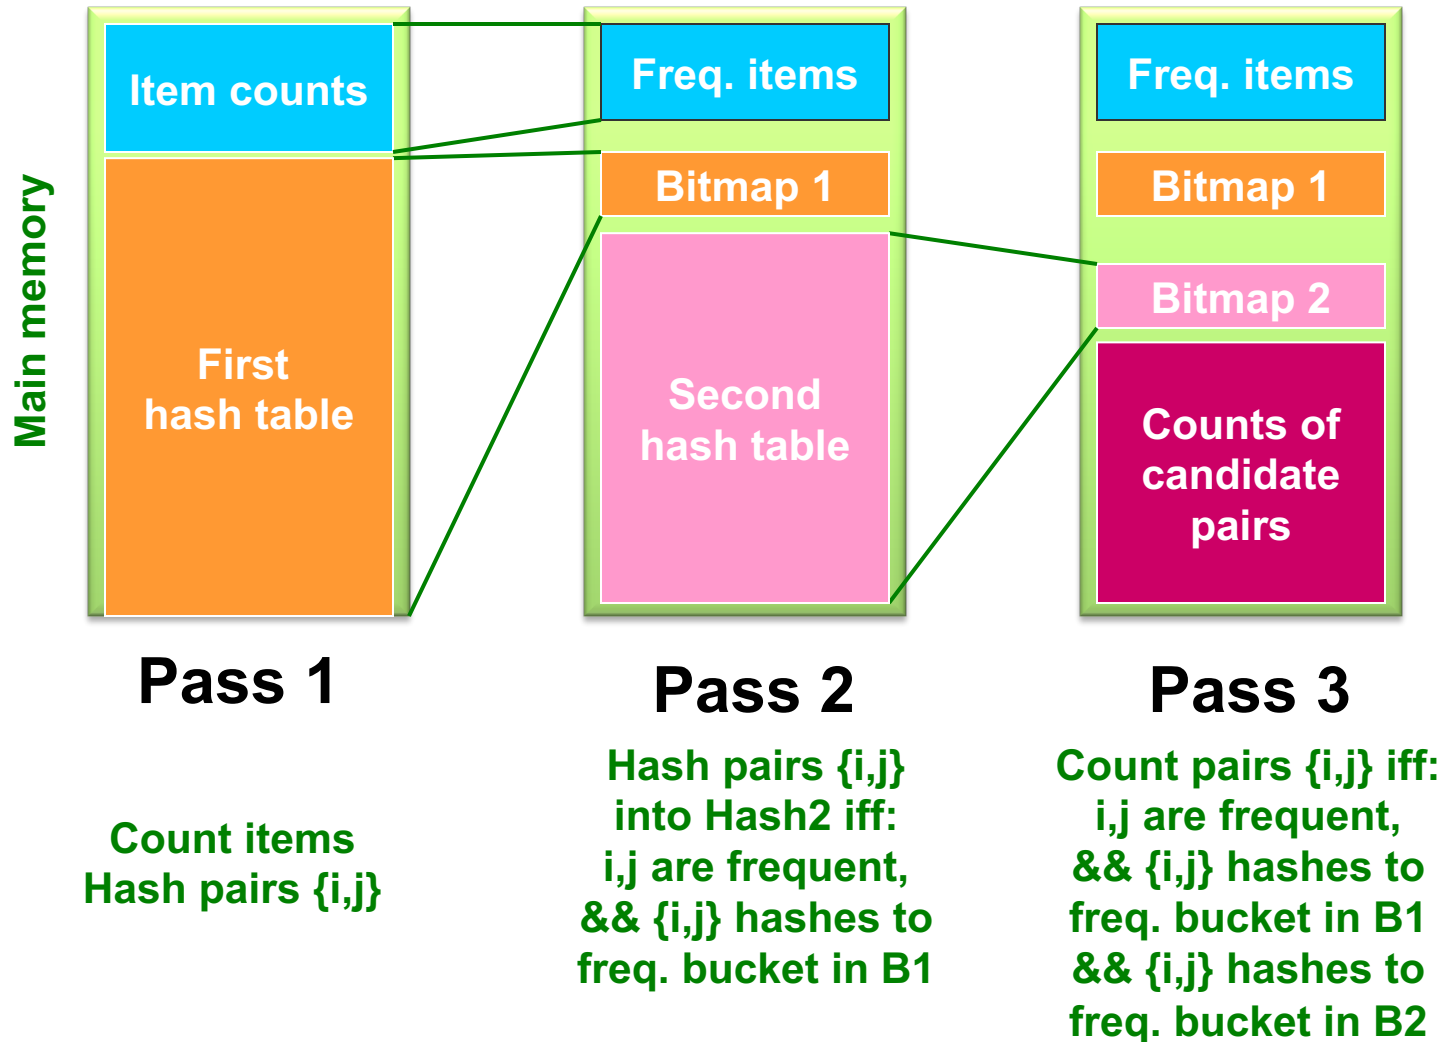 Main memory
Item counts
First
hash table
Freq. items
Bitmap 1
Second
hash table
Freq. items
Bitmap 1
Bitmap 2
Counts of
candidate
pairs
Pass 1
Count items
Hash pairs {i,j}
Pass 2
Hash pairs {i,j}
into Hash2 iff:
i,j are frequent,
&& {i,j} hashes to
freq. bucket in B1
Pass 3
Count pairs {i,j} iff:
i,j are frequent,
&& {i,j} hashes to
freq. bucket in B1
&& {i,j} hashes to
freq. bucket in B2